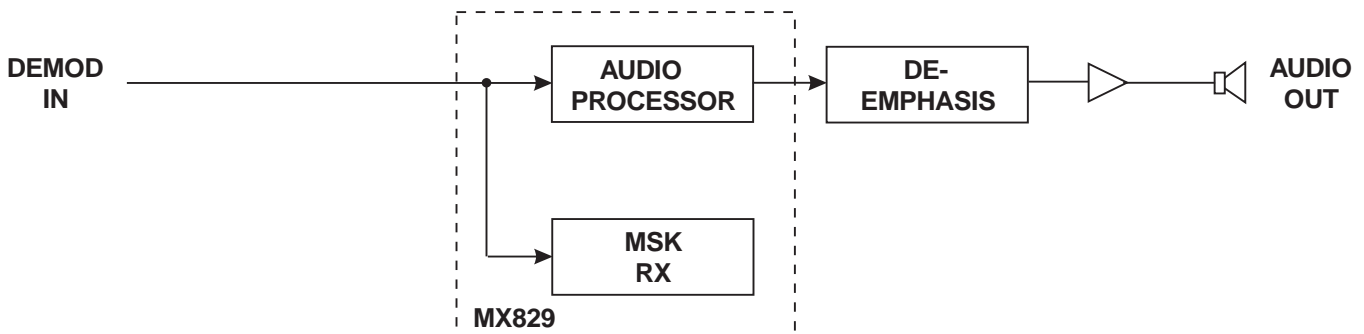 DEMOD
IN
AUDIO
PROCESSOR
DE-
EMPHASIS
AUDIO
OUT
MSK
RX
MX829